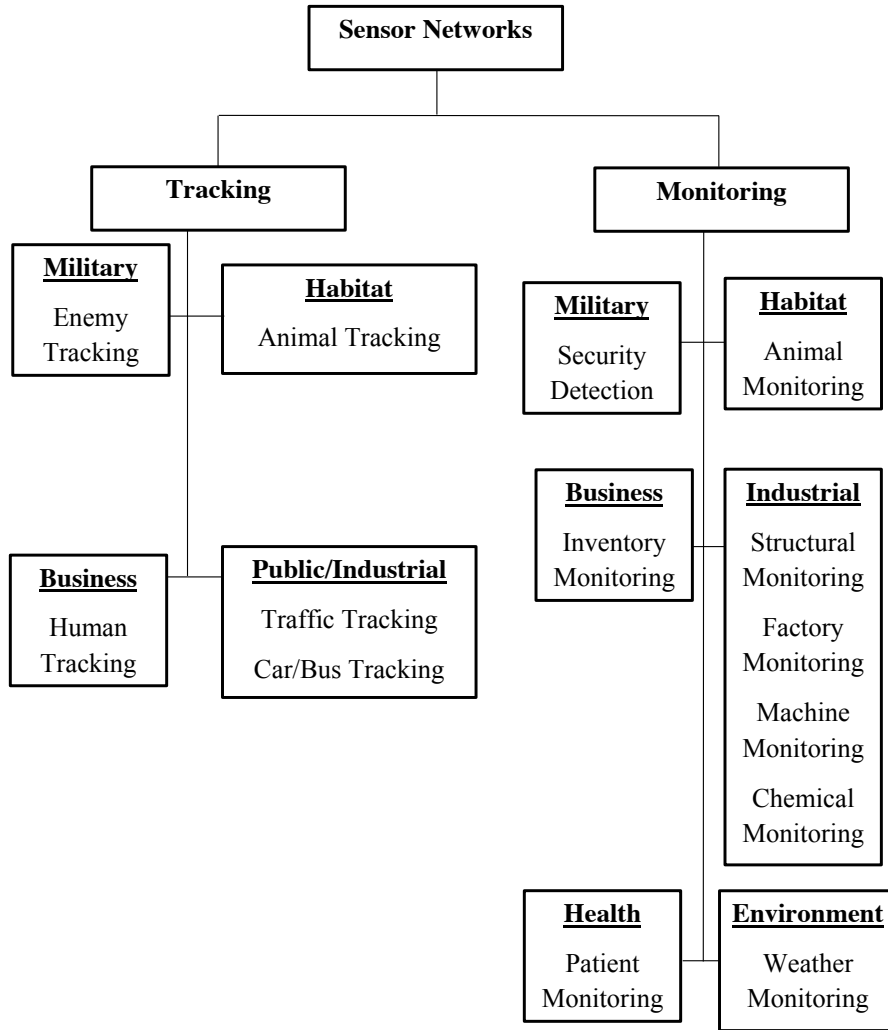 Sensor Networks
Tracking
Monitoring
Military
Enemy
Tracking
Habitat
Animal Tracking
Business
Human
Tracking
Public/Industrial
Traffic Tracking
Car/Bus Tracking
Military
Security
Detection
Habitat
Animal
Monitoring
Business
Inventory
Monitoring
Industrial
Structural
Monitoring
Factory
Monitoring
Machine
Monitoring
Chemical
Monitoring
Health
Patient
Monitoring
Environment
Weather
Monitoring